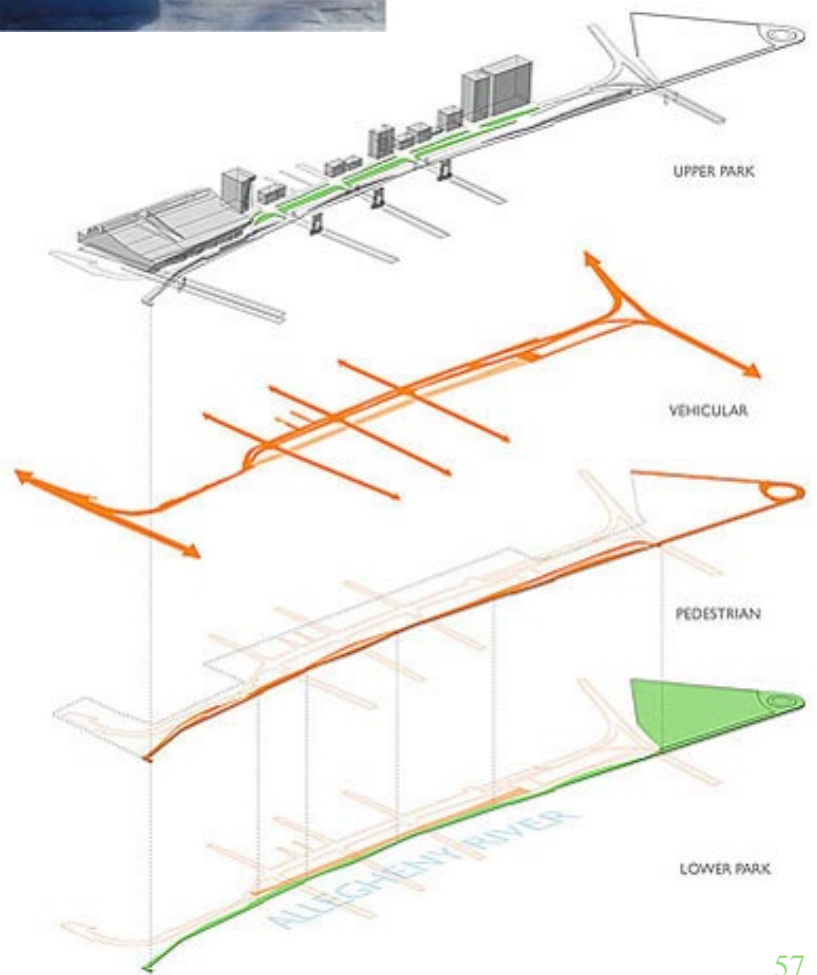 UPPER PARK
VEHICULAR
PEDESTRIAN
ALLEGHENY RIVER
LOWER PARK
57